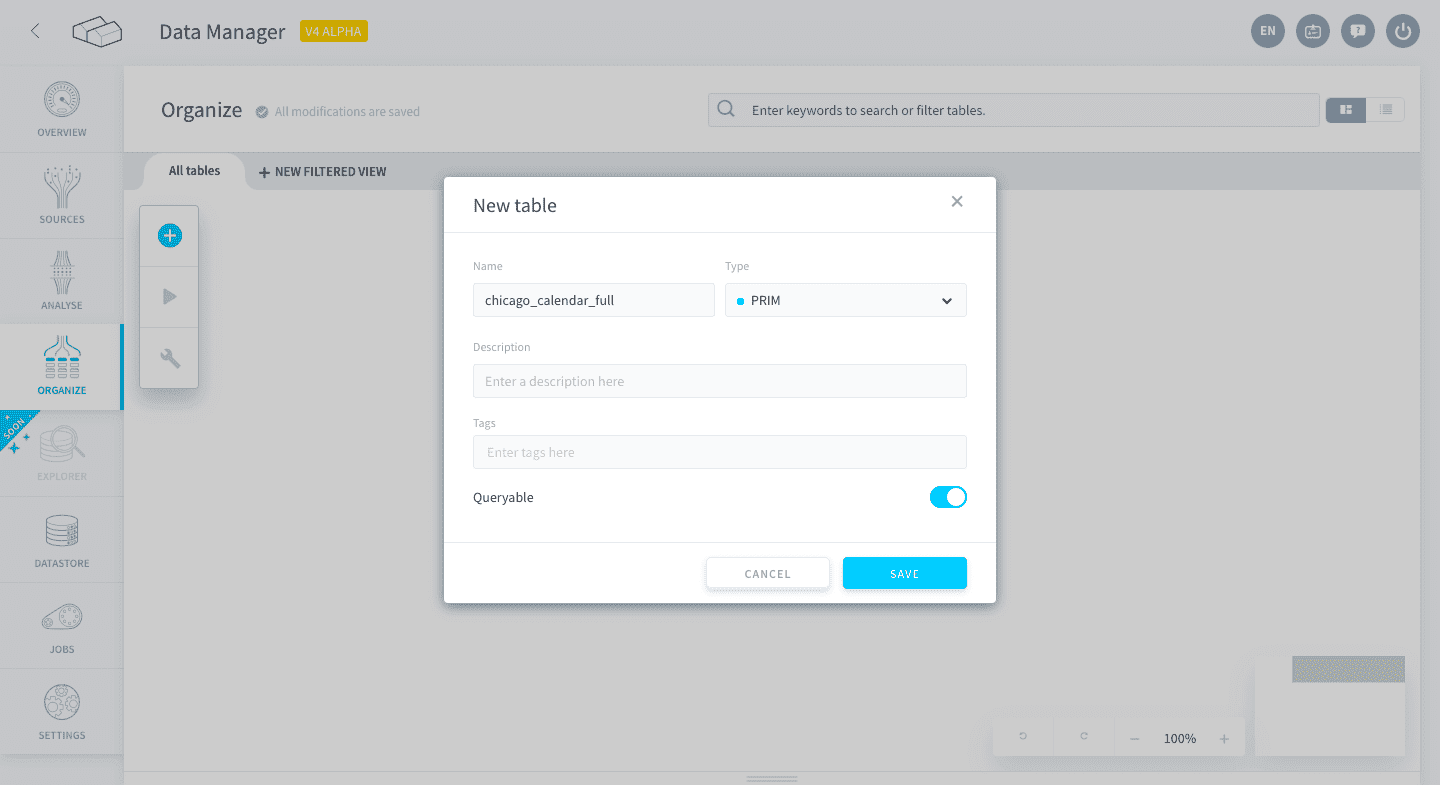 Data Manager
V4 ALPHA
EN
OVERVIEW
SOURCES
ANALYSE
ORGANIZE
SOON
EXPLORER
DATASTORE
JOBS
SETTINGS
Organize
All modifications are saved
Enter keywords to search or filter tables.
All tables
+ NEW FILTERED VIEW
New table
Name
Type
chicago_calendar_full
PRIM
Description
Enter a description here
Tags
Enter tags here
Queryable
CANCEL
SAVE
100%